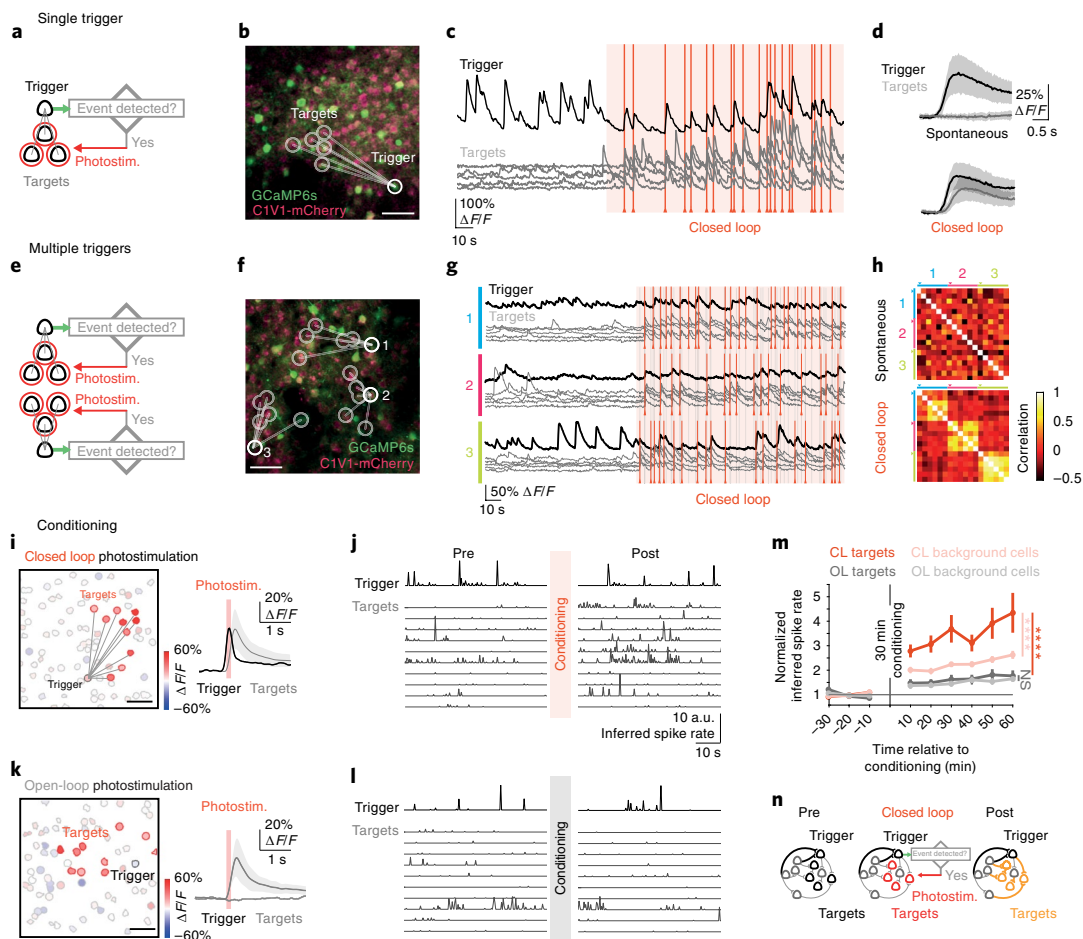 Single trigger
a
Trigger
Event detected?
Yes
Photostim.
Targets
b
Targets
Trigger
GCaMP6s
C1V1-mCherry
c
Trigger
Targets
100%
ΔF/F
10 s
Closed loop
d
Trigger
Targets
25%
ΔF/F
0.5 s
Spontaneous
Closed loop
Multiple triggers
e
Event detected?
Yes
Photostim.
Photostim.
Yes
Event detected?
f
1
2
3
GCaMP6s
C1V1-mCherry
g
Trigger
Targets
1
2
3
50% ΔF/F
10 s
Closed loop
h
1 2 3
Spontaneous
1
2
3
Closed loop
Correlation
1
0
−0.5
Conditioning
i
Closed loop photostimulation
Targets
Trigger
60%
ΔF/F
−60%
Photostim.
20%
ΔF/F
1 s
Trigger Targets
j
Pre Post
Trigger
Targets
Conditioning
10 a.u.
Inferred spike rate
10 s
k
Open-loop photostimulation
Targets
Trigger
60%
ΔF/F
−60%
Photostim.
20%
ΔF/F
1 s
Trigger Targets
l
Trigger
Targets
Conditioning
m
CL targets CL background cells
OL targets OL background cells
Normalized
inferred spike rate
5
4
3
2
1
30 min
conditioning
****
****
NS
−30 −20 −10 10 20 30 40 50 60
Time relative to
conditioning (min)
n
Pre Closed loop Post
Trigger Trigger Trigger
Event detected?
Yes
Photostim.
Targets Targets Targets